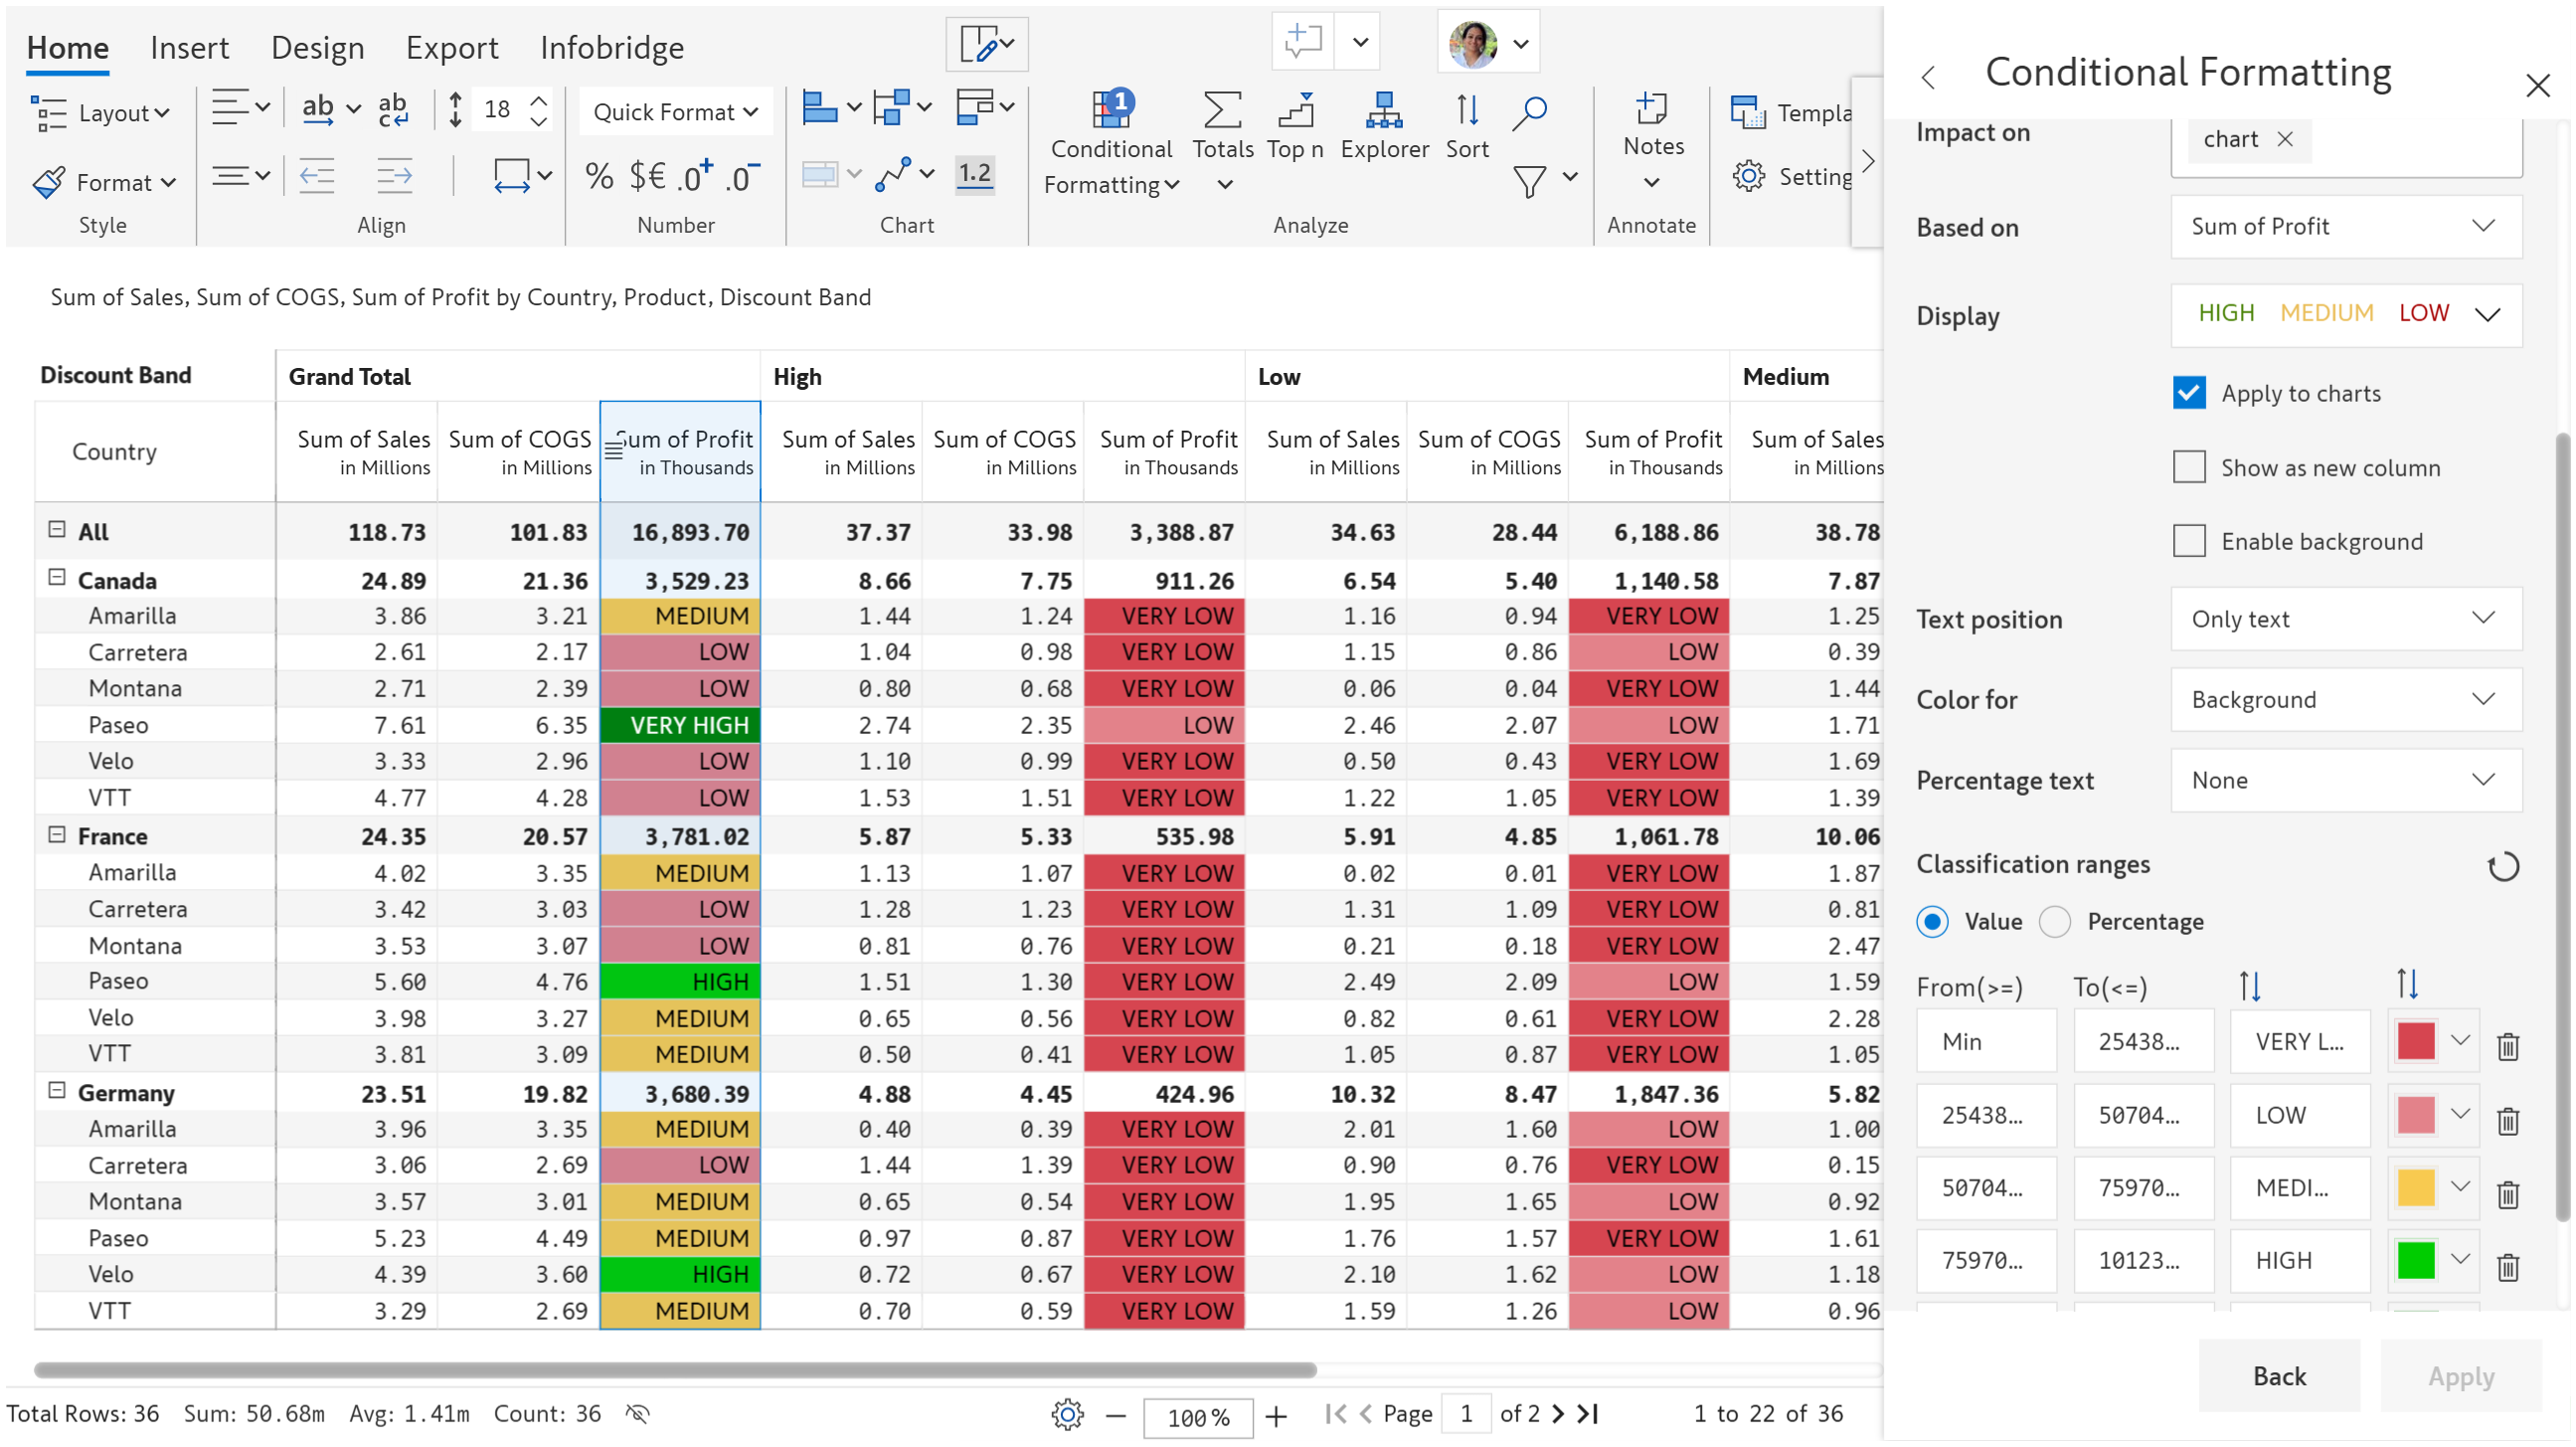 Home Insert Design Export Infobridge
Layout ab ab c 18 Quick Format 1 Conditional Formatting Totals Top n Explorer Sort Notes Templa
Format % $€ .0+ .0- 1.2 Setting
Style Align Number Chart Analyze Annotate
Sum of Sales, Sum of COGS, Sum of Profit by Country, Product, Discount Band
Discount Band Grand Total High Low Medium
Country Sum of Sales Sum of COGS Sum of Profit Sum of Sales Sum of COGS Sum of Profit Sum of Sales Sum of COGS Sum of Profit Sum of Sales
in Millions in Millions in Thousands in Millions in Millions in Thousands in Millions in Millions in Thousands in Millions
All 118.73 101.83 16,893.70 37.37 33.98 3,388.87 34.63 28.44 6,188.86 38.78
Canada 24.89 21.36 3,529.23 8.66 7.75 911.26 6.54 5.40 1,140.58 7.87
Amarilla 3.86 3.21 MEDIUM 1.44 1.24 VERY LOW 1.16 0.94 VERY LOW 1.25
Carretera 2.61 2.17 LOW 1.04 0.98 VERY LOW 1.15 0.86 LOW 0.39
Montana 2.71 2.39 LOW 0.80 0.68 VERY LOW 0.06 0.04 VERY LOW 1.44
Paseo 7.61 6.35 VERY HIGH 2.74 2.35 LOW 2.46 2.07 LOW 1.71
Velo 3.33 2.96 LOW 1.10 0.99 VERY LOW 0.50 0.43 VERY LOW 1.69
VTT 4.77 4.28 LOW 1.53 1.51 VERY LOW 1.22 1.05 VERY LOW 1.39
France 24.35 20.57 3,781.02 5.87 5.33 535.98 5.91 4.85 1,061.78 10.06
Amarilla 4.02 3.35 MEDIUM 1.13 1.07 VERY LOW 0.02 0.01 VERY LOW 1.87
Carretera 3.42 3.03 LOW 1.28 1.23 VERY LOW 1.31 1.09 VERY LOW 0.81
Montana 3.53 3.07 LOW 0.81 0.76 VERY LOW 0.21 0.18 VERY LOW 2.47
Paseo 5.60 4.76 HIGH 1.51 1.30 VERY LOW 2.49 2.09 LOW 1.59
Velo 3.98 3.27 MEDIUM 0.65 0.56 VERY LOW 0.82 0.61 VERY LOW 2.28
VTT 3.81 3.09 MEDIUM 0.50 0.41 VERY LOW 1.05 0.87 VERY LOW 1.05
Germany 23.51 19.82 3,680.39 4.88 4.45 424.96 10.32 8.47 1,847.36 5.82
Amarilla 3.96 3.35 MEDIUM 0.40 0.39 VERY LOW 2.01 1.60 LOW 1.00
Carretera 3.06 2.69 LOW 1.44 1.39 VERY LOW 0.90 0.76 VERY LOW 0.15
Montana 3.57 3.01 MEDIUM 0.65 0.54 VERY LOW 1.95 1.65 LOW 0.92
Paseo 5.23 4.49 MEDIUM 0.97 0.87 VERY LOW 1.76 1.57 VERY LOW 1.61
Velo 4.39 3.60 HIGH 0.72 0.67 VERY LOW 2.10 1.62 LOW 1.18
VTT 3.29 2.69 MEDIUM 0.70 0.59 VERY LOW 1.59 1.26 LOW 0.96
Total Rows: 36 Sum: 50.68m Avg: 1.41m Count: 36 100 % Page 1 of 2 1 to 22 of 36
Conditional Formatting
Impact on chart
Based on Sum of Profit
Display HIGH MEDIUM LOW
Apply to charts
Show as new column
Enable background
Text position Only text
Color for Background
Percentage text None
Classification ranges
Value Percentage
From(>=) To(<=)
Min 25438... VERY L...
25438... 50704... LOW
50704... 75970... MEDI...
75970... 10123... HIGH
Back Apply